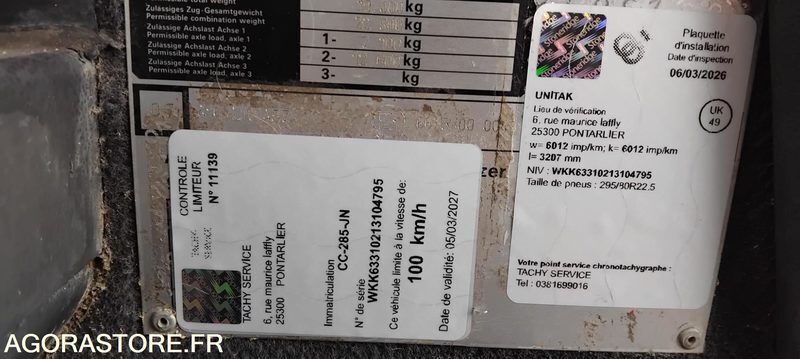 Zulässiges Zug-Gesamtgewicht
Permissible combination weight
kg
Zulässiges Achslast Achse 1
Permissible axle load, axle 1
1-
kg
Zulässiges Achslast Achse 2
Permissible axle load, axle 2
2-
kg
Zulässiges Achslast Achse 3
Permissible axle load, axle 3
3-
kg
Plaquette
d'installation
Date d'inspection
06/03/2026
UNITAK
Lieu de vérification
6, rue maurice laffly
25300 PONTARLIER
UK
49
w= 6012 imp/km; k= 6012 imp/km
l= 3207 mm
NIV : WKK63310213104795
Taille de pneus : 295/80R22.5
Votre point service chronotachygraphe :
TACHY SERVICE
Tel : 0381699016
CONTROLE
LIMITEUR
N° 11139
TACHY
SERVICE
TACHY SERVICE
6, rue maurice laffly
25300 PONTARLIER
Immatriculation
CC-285-JN
N° de série
WKK63310213104795
Ce véhicule limité à la vitesse de:
100 km/h
Date de validité: 05/03/2027
AGORASTORE.FR